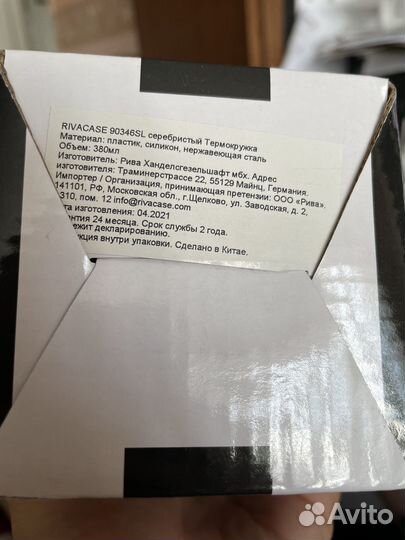 RIVACASE 90346SL серебристый Термокружка
Материал: пластик, силикон, нержавеющая сталь
Объем: 380мл
Изготовитель: Рива Ханделсгезельшафт мбх. Адрес
изготовителя: Траминерстрассе 22, 55129 Майнц, Германия.
Импортер / Организация, принимающая претензии: ООО «Рива».
141101, РФ, Московская обл., г.Щелково, ул. Заводская, д. 2,
310, пом. 12 info@rivacase.com
та изготовления: 04.2021
антия 24 месяца. Срок службы 2 года.
лежит декларированию.
укция внутри упаковки. Сделано в Китае.
Avito